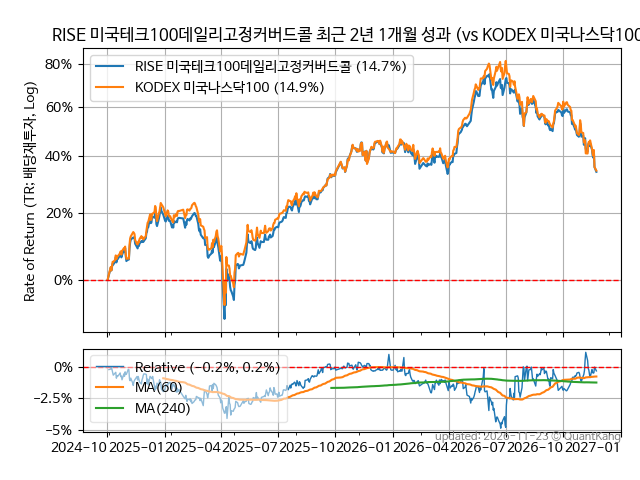 RISE 미국테크100데일리고정커버드콜 최근 2년 1개월 성과 (vs KODEX 미국나스닥100
80%
60%
40%
20%
0%
Rate of Return (TR: 배당재투자, Log)
RISE 미국테크100데일리고정커버드콜 (14.7%)
KODEX 미국나스닥100 (14.9%)
0%
−2.5%
−5%
Relative (−0.2%, 0.2%)
MA(60)
MA(240)
2024-10 2025-01 2025-04 2025-07 2025-10 2026-01 2026-04 2026-07 2026-10 2027-01
updated: 2026-11-23 © QuantKang